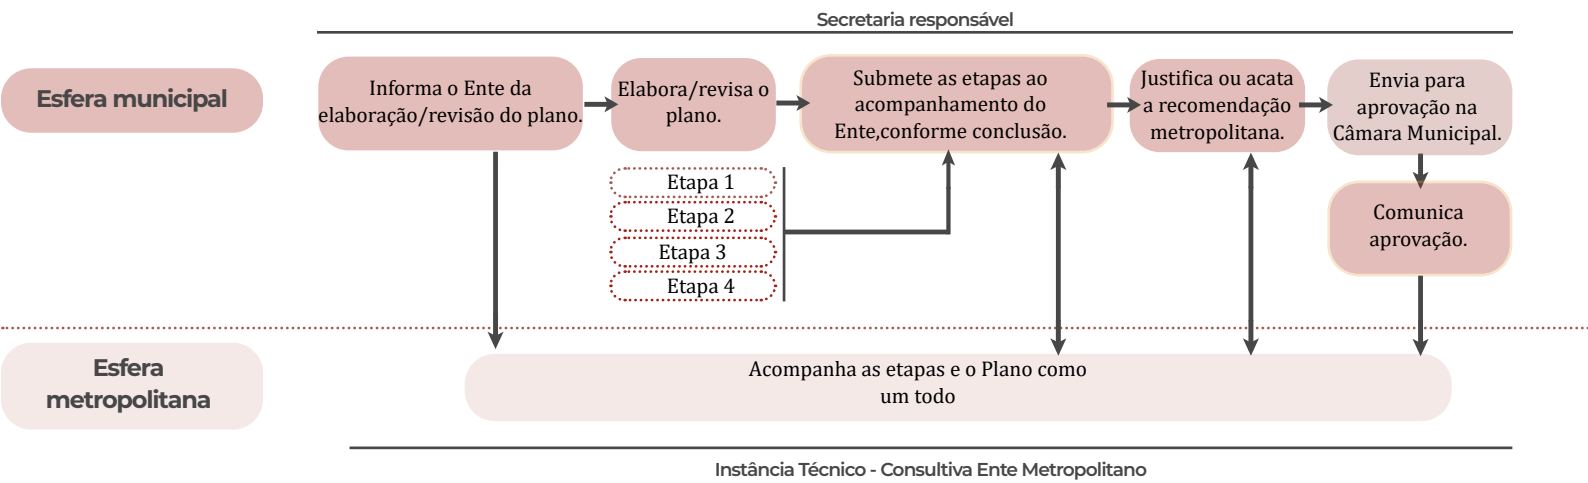 Secretaria responsável
Esfera municipal
Informa o Ente da
elaboração/revisão do plano.
Elabora/revisa o
plano.
Submete as etapas ao
acompanhamento do
Ente,conforme conclusão.
Justifica ou acata
a recomendação
metropolitana.
Envia para
aprovação na
Câmara Municipal.
Etapa 1
Etapa 2
Etapa 3
Etapa 4
Comunica
aprovação.
Esfera
metropolitana
Acompanha as etapas e o Plano como
um todo
Instância Técnico - Consultiva Ente Metropolitano